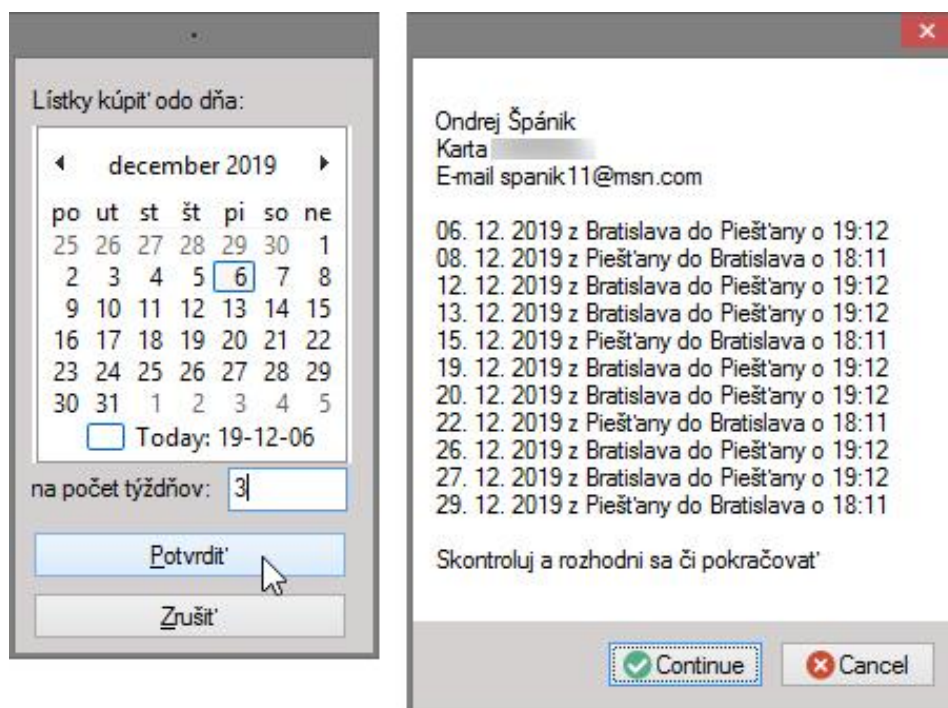 Lístky kúpiť odo dňa:
december 2019
po ut st št pi so ne
25 26 27 28 29 30 1
2 3 4 5 6 7 8
9 10 11 12 13 14 15
16 17 18 19 20 21 22
23 24 25 26 27 28 29
30 31 1 2 3 4 5
Today: 19-12-06
na počet týždňov: 3
Potvrdiť
Zrušiť
Ondrej Špánik
Karta
E-mail spanik11@msn.com
06. 12. 2019 z Bratislava do Piešťany o 19:12
08. 12. 2019 z Piešťany do Bratislava o 18:11
12. 12. 2019 z Bratislava do Piešťany o 19:12
13. 12. 2019 z Bratislava do Piešťany o 19:12
15. 12. 2019 z Piešťany do Bratislava o 18:11
19. 12. 2019 z Bratislava do Piešťany o 19:12
20. 12. 2019 z Bratislava do Piešťany o 19:12
22. 12. 2019 z Piešťany do Bratislava o 18:11
26. 12. 2019 z Bratislava do Piešťany o 19:12
27. 12. 2019 z Bratislava do Piešťany o 19:12
29. 12. 2019 z Piešťany do Bratislava o 18:11
Skontroluj a rozhodni sa či pokračovať
Continue Cancel